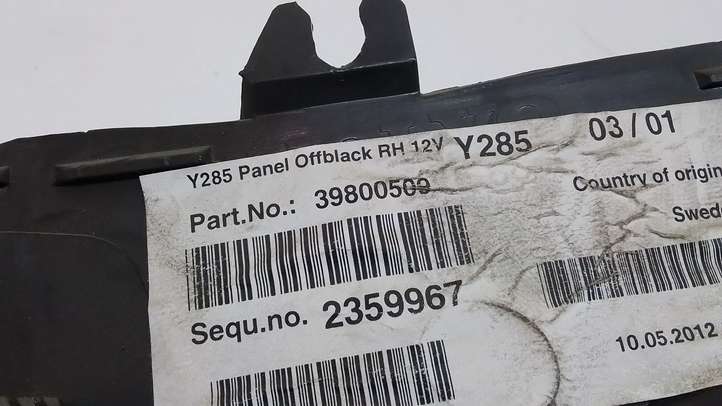 Y285 Panel Offblack RH 12V Y285 03/01
Part.No.: 39800509
Country of origin
Swed
Sequ.no. 2359967
10.05.2012